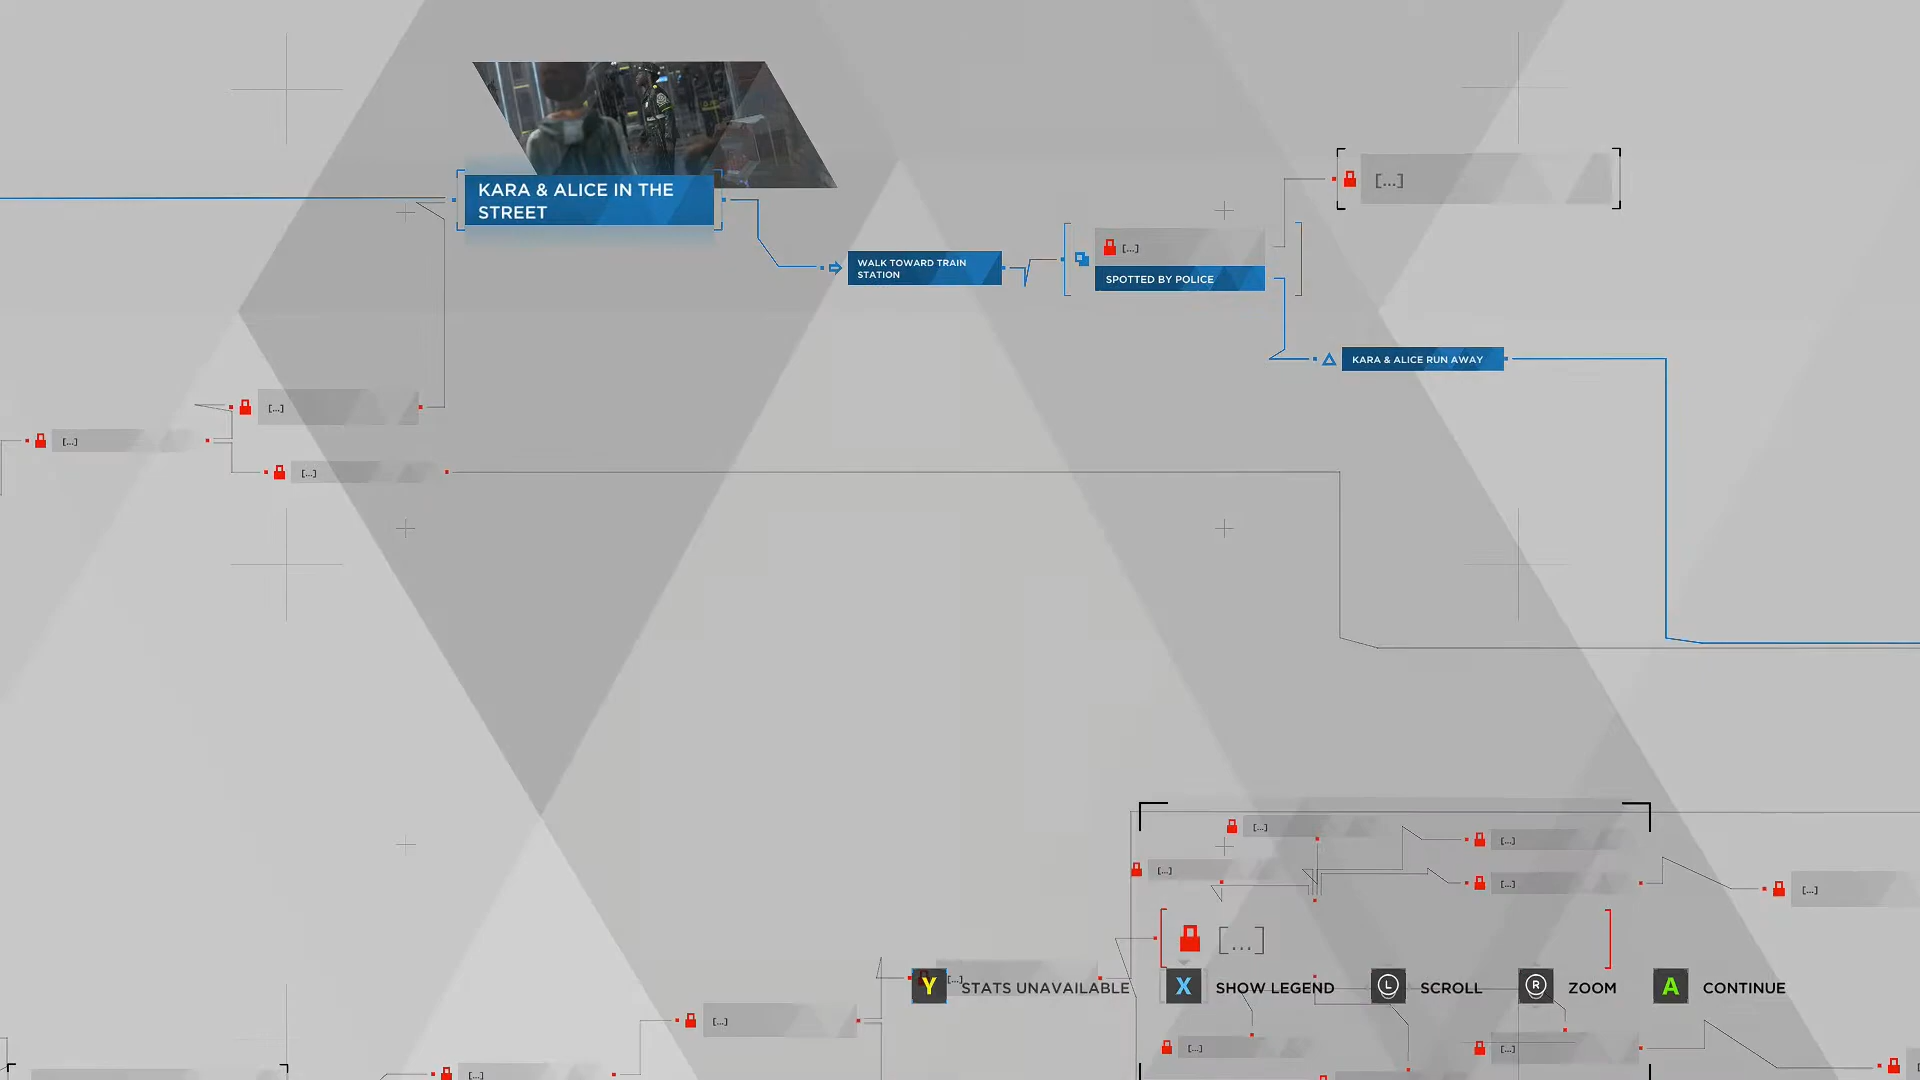 KARA & ALICE IN THE
STREET
[...]
WALK TOWARD TRAIN
STATION
[...]
SPOTTED BY POLICE
KARA & ALICE RUN AWAY
[...]
[...]
[...]
[...]
[...]
[...]
[...]
[...]
[...]
[...]
[...]
Y STATS UNAVAILABLE
X SHOW LEGEND
L SCROLL
R ZOOM
A CONTINUE
[...]
[...]
[...]
[...]